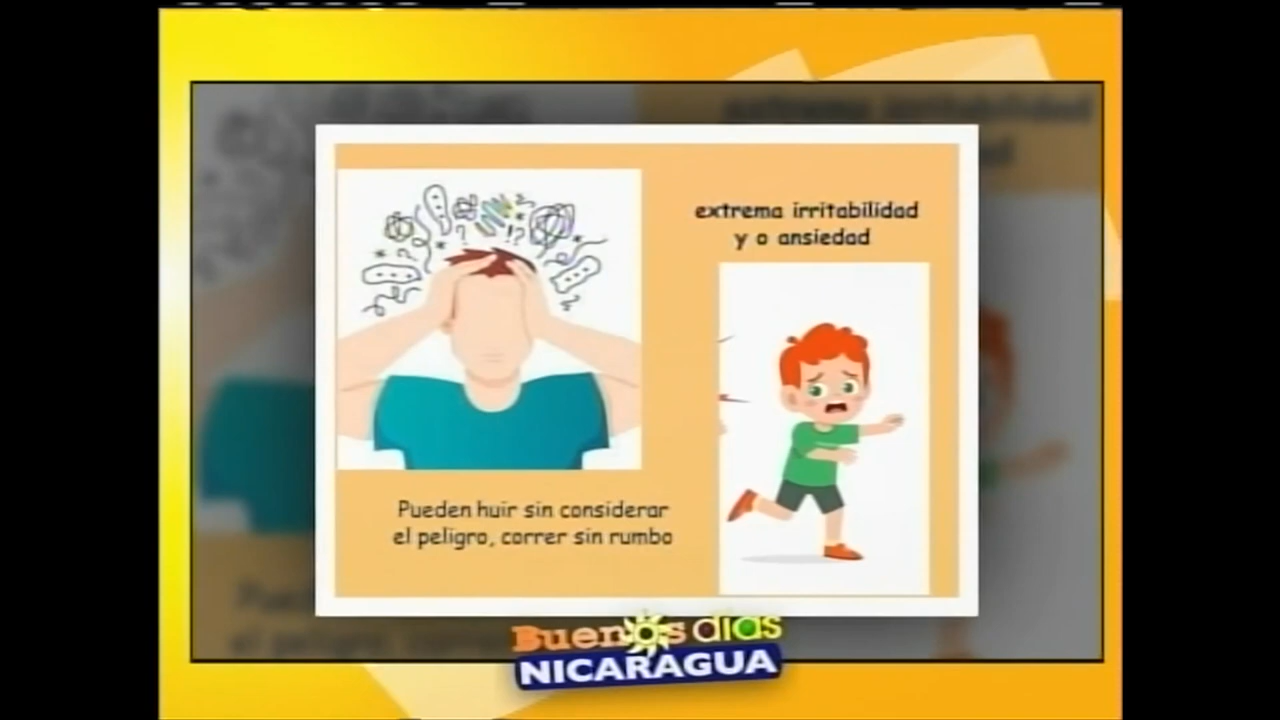 extrema irritabilidad
y o ansiedad
Pueden huir sin considerar
el peligro, correr sin rumbo
Buenos días
NICARAGUA